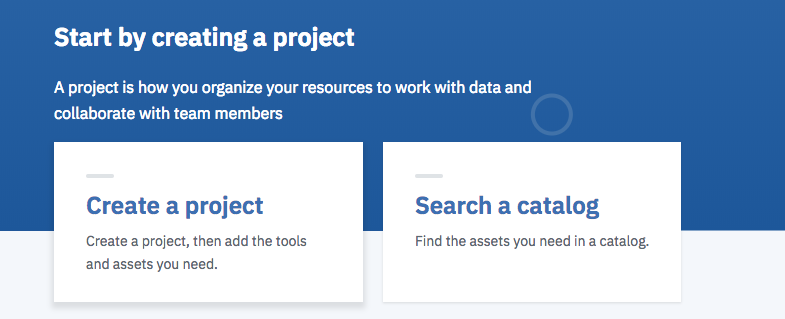 Start by creating a project
A project is how you organize your resources to work with data and
collaborate with team members
Create a project
Create a project, then add the tools
and assets you need.
Search a catalog
Find the assets you need in a catalog.